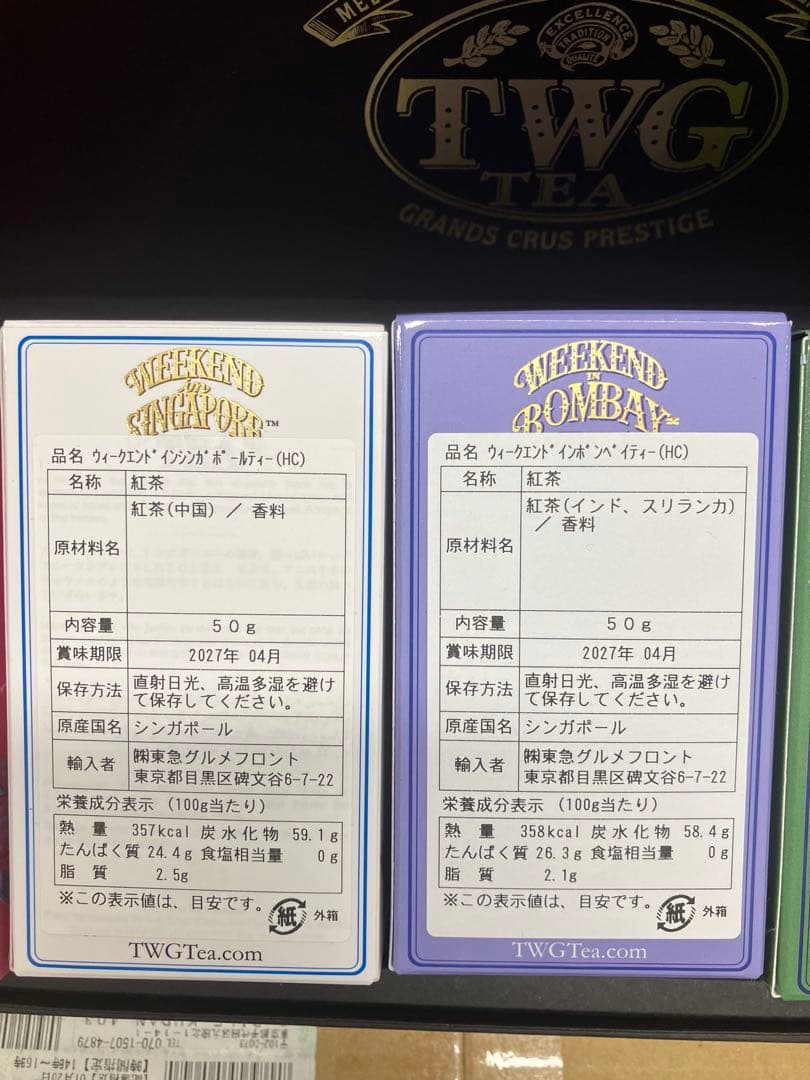 EXCELLENCE
TRADITION
QUALITÉ
TWG
TEA
GRANDS CRUS PRESTIGE
WEEKEND
in
SINGAPORE™
品名 ウィークエンドインシンガポールティー(HC)
名称 紅茶
原材料名 紅茶(中国) / 香料
内容量 50g
賞味期限 2027年 04月
保存方法 直射日光、高温多湿を避け
て保存してください。
原産国名 シンガポール
輸入者 ㈱東急グルメフロント
東京都目黒区碑文谷6-7-22
栄養成分表示 (100g当たり)
熱量 357kcal 炭水化物 59.1g
たんぱく質 24.4g 食塩相当量 0g
脂質 2.5g
※この表示値は、目安です。
紙 外箱
TWGTea.com
WEEKEND
IN
BOMBAY
品名 ウィークエンドインボンベイティー(HC)
名称 紅茶
原材料名 紅茶(インド、スリランカ)
/ 香料
内容量 50g
賞味期限 2027年 04月
保存方法 直射日光、高温多湿を避け
て保存してください。
原産国名 シンガポール
輸入者 ㈱東急グルメフロント
東京都目黒区碑文谷6-7-22
栄養成分表示 (100g当たり)
熱量 358kcal 炭水化物 58.4g
たんぱく質 26.3g 食塩相当量 0g
脂質 2.1g
※この表示値は、目安です。
紙 外箱
TWGTea.com
TEL 070-1507-4879